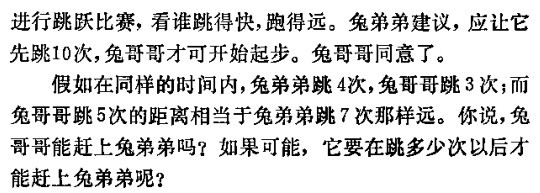 进行跳跃比赛，看谁跳得快，跑得远。兔弟弟建议，应让它
先跳10次，兔哥哥才可开始起步。兔哥哥同意了。
假如在同样的时间内，兔弟弟跳4次，兔哥哥跳3次；而
兔哥哥跳5次的距离相当于兔弟弟跳7次那样远。你说，兔
哥哥能赶上兔弟弟吗？如果可能，它要在跳多少次以后才
能赶上兔弟弟呢？